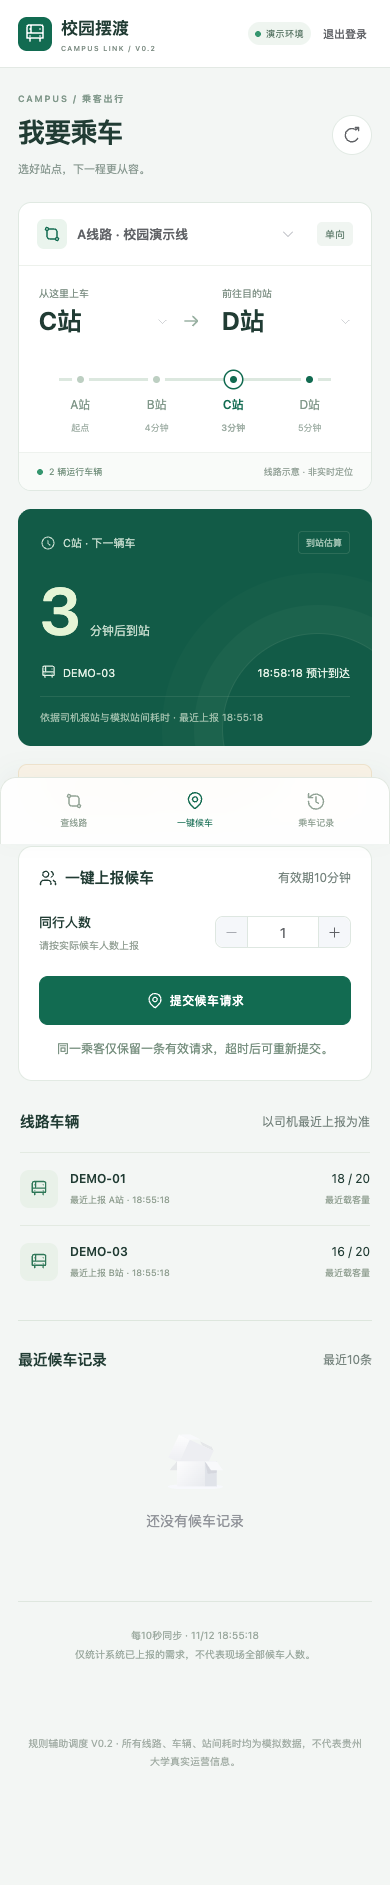 校园摆渡
CAMPUS LINK / V0.2
演示环境
退出登录
CAMPUS / 乘客出行
我要乘车
选好站点，下一程更从容。
A线路 · 校园演示线
单向
从这里上车
前往目的站
C站
D站
A站
B站
C站
D站
起点
4分钟
3分钟
5分钟
2 辆运行车辆
线路示意 · 非实时定位
C站 · 下一辆车
到站估算
3 分钟后到站
DEMO-03
18:58:18 预计到达
依据司机报站与模拟站间耗时 · 最近上报 18:55:18
查线路
一键候车
乘车记录
一键上报候车
有效期10分钟
同行人数
请按实际候车人数上报
1
提交候车请求
同一乘客仅保留一条有效请求，超时后可重新提交。
线路车辆
以司机最近上报为准
DEMO-01
18 / 20
最近上报 A站 · 18:55:18
最近载客量
DEMO-03
16 / 20
最近上报 B站 · 18:55:18
最近载客量
最近候车记录
最近10条
还没有候车记录
每10秒同步 · 11/12 18:55:18
仅统计系统已上报的需求，不代表现场全部候车人数。
规则辅助调度 V0.2 · 所有线路、车辆、站间耗时均为模拟数据，不代表贵州
大学真实运营信息。